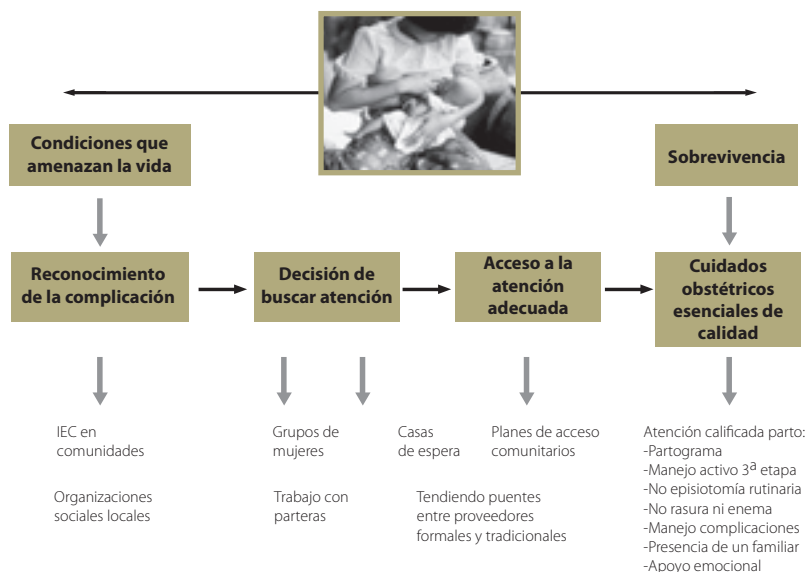 Condiciones que
amenazan la vida
Sobrevivencia
Reconocimiento
de la complicación
Decisión de
buscar atención
Acceso a la
atención
adecuada
Cuidados
obstétricos
esenciales de
calidad
IEC en
comunidades
Organizaciones
sociales locales
Grupos de
mujeres
Trabajo con
parteras
Casas
de espera
Planes de acceso
comunitarios
Tendiendo puentes
entre proveedores
formales y tradicionales
Atención calificada parto:
-Partograma
-Manejo activo 3ª etapa
-No episiotomía rutinaria
-No rasura ni enema
-Manejo complicaciones
-Presencia de un familiar
-Apoyo emocional